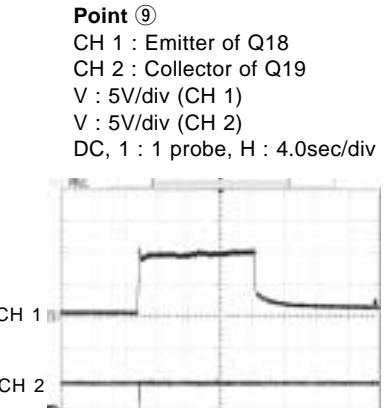 Point ⑨
CH 1 : Emitter of Q18
CH 2 : Collector of Q19
V : 5V/div (CH 1)
V : 5V/div (CH 2)
DC, 1 : 1 probe, H : 4.0sec/div
CH 1
CH 2